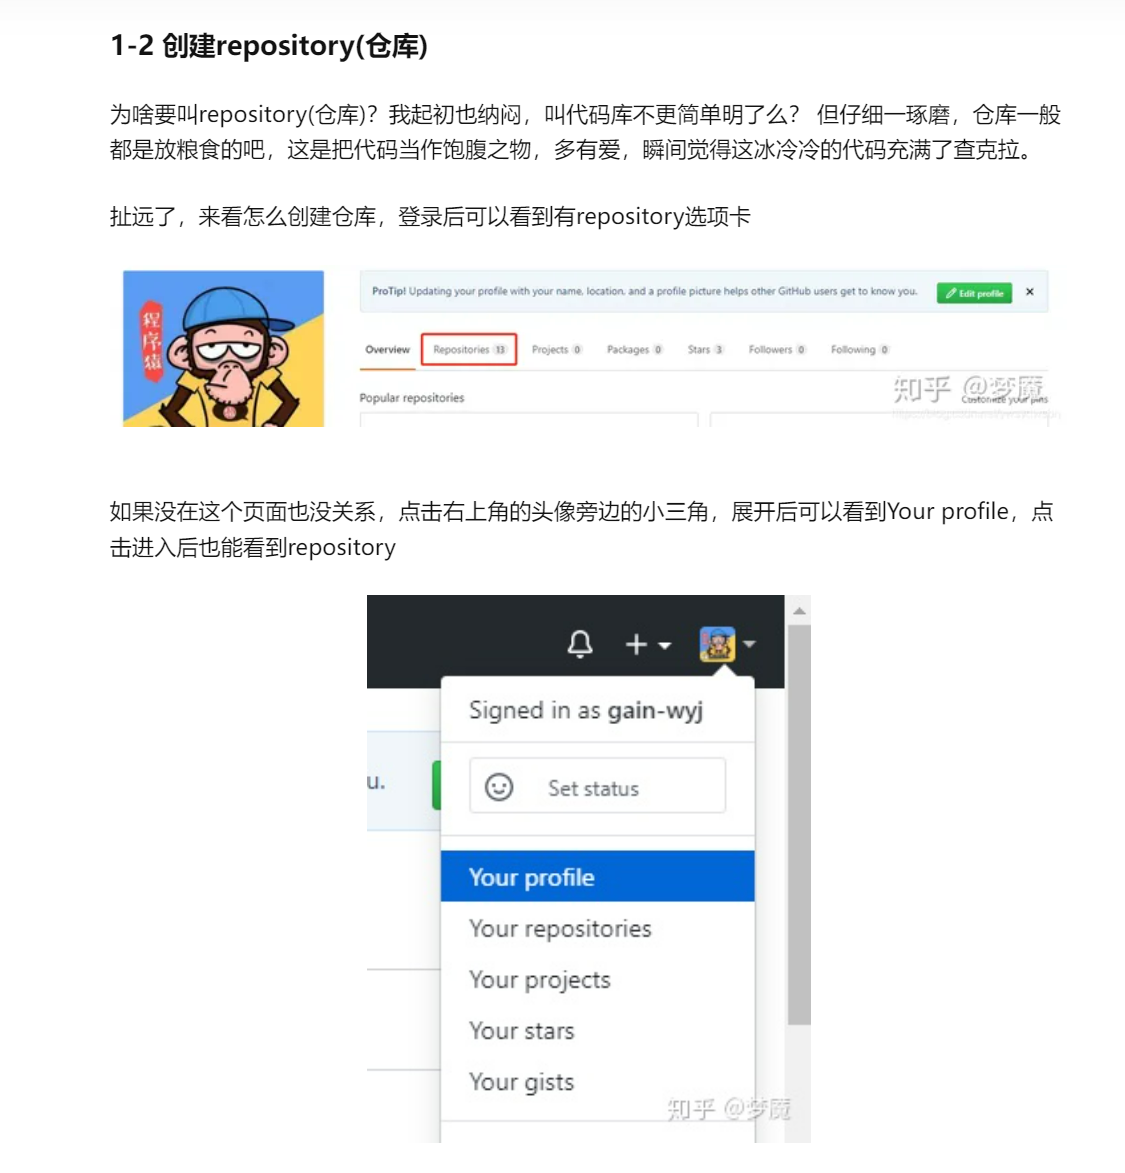 1-2 创建repository(仓库)
为啥要叫repository(仓库)？我起初也纳闷，叫代码库不更简单明了么？ 但仔细一琢磨，仓库一般
都是放粮食的吧，这是把代码当作饱腹之物，多有爱，瞬间觉得这冰冷冷的代码充满了查克拉。
扯远了，来看怎么创建仓库，登录后可以看到有repository选项卡
程序猿
ProTip! Updating your profile with your name, location, and a profile picture helps other GitHub users get to know you.
Edit profile
Overview Repositories 13 Projects 0 Packages 0 Stars 3 Followers 0 Following 0
Popular repositories
Customize your pins
知乎 @梦魇
如果没在这个页面也没关系，点击右上角的头像旁边的小三角，展开后可以看到Your profile，点
击进入后也能看到repository
Signed in as gain-wyj
u.
Set status
Your profile
Your repositories
Your projects
Your stars
Your gists
知乎 @梦魇